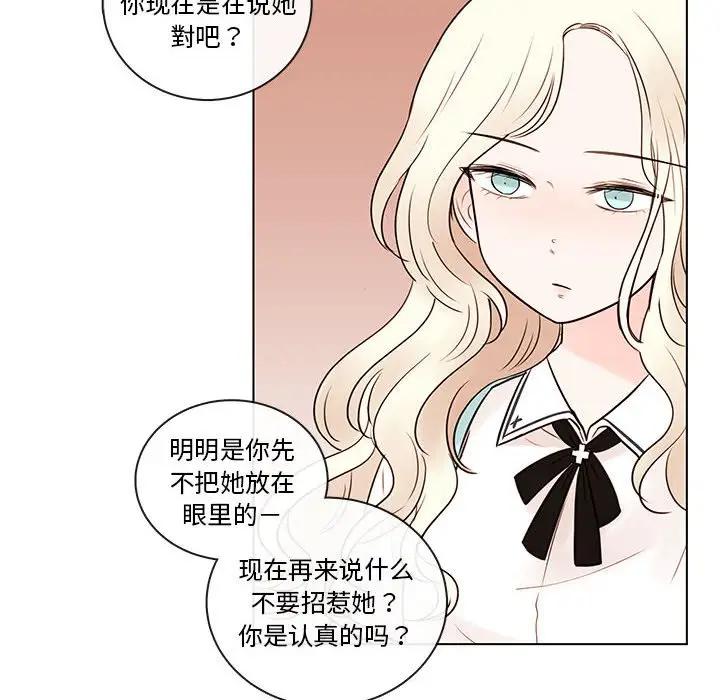 你现在是在说她
對吧？
明明是你先
不把她放在
眼里的—
现在再来说什么
不要招惹她？
你是认真的吗？